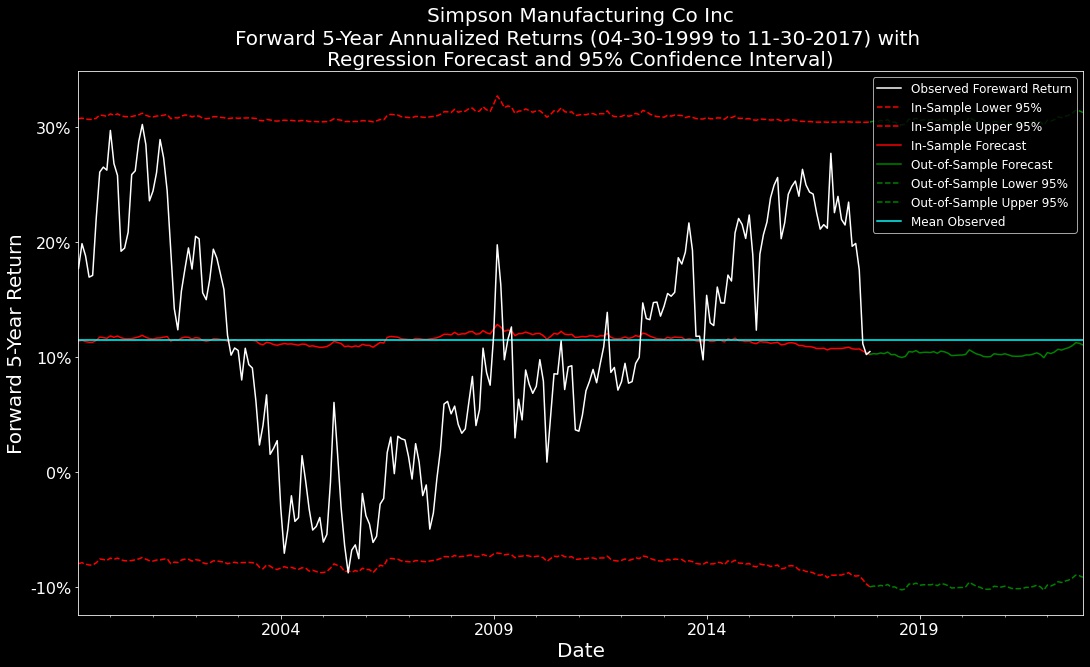 Simpson Manufacturing Co Inc
Forward 5-Year Annualized Returns (04-30-1999 to 11-30-2017) with
Regression Forecast and 95% Confidence Interval)
Forward 5-Year Return
30%
20%
10%
0%
-10%
Observed Foreward Return
In-Sample Lower 95%
In-Sample Upper 95%
In-Sample Forecast
Out-of-Sample Forecast
Out-of-Sample Lower 95%
Out-of-Sample Upper 95%
Mean Observed
2004
2009
2014
2019
Date